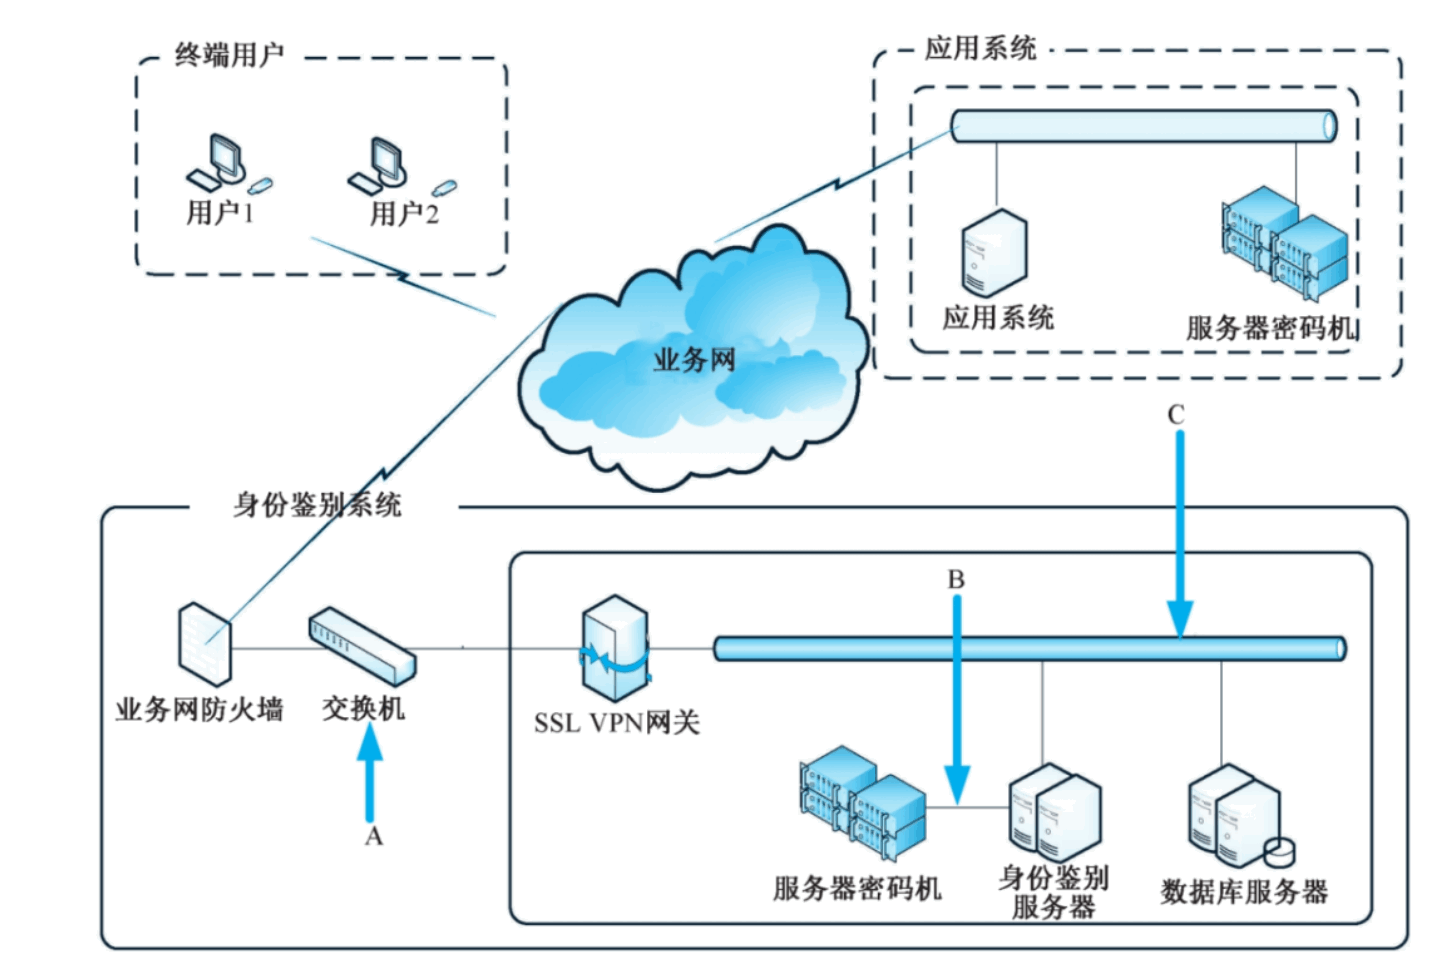 终端用户
应用系统
用户1
用户2
应用系统
服务器密码机
业务网
C
身份鉴别系统
B
业务网防火墙
交换机
SSL VPN网关
A
服务器密码机
身份鉴别
服务器
数据库服务器